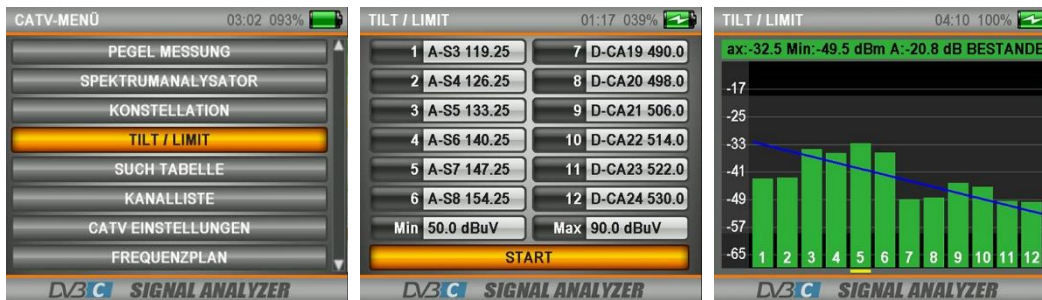 CATV-MENÜ 03:02 093%
PEGEL MESSUNG
SPEKTRUMANALYSATOR
KONSTELLATION
TILT / LIMIT
SUCH TABELLE
KANALLISTE
CATV EINSTELLUNGEN
FREQUENZPLAN
DVB C SIGNAL ANALYZER
TILT / LIMIT 01:17 039%
1 A-S3 119.25 7 D-CA19 490.0
2 A-S4 126.25 8 D-CA20 498.0
3 A-S5 133.25 9 D-CA21 506.0
4 A-S6 140.25 10 D-CA22 514.0
5 A-S7 147.25 11 D-CA23 522.0
6 A-S8 154.25 12 D-CA24 530.0
Min 50.0 dBuV Max 90.0 dBuV
START
DVB C SIGNAL ANALYZER
TILT / LIMIT 04:10 100%
ax:-32.5 Min:-49.5 dBm A:-20.8 dB BESTANDE
-17
-25
-33
-41
-49
-57
-65
1 2 3 4 5 6 7 8 9 10 11 12
DVB C SIGNAL ANALYZER